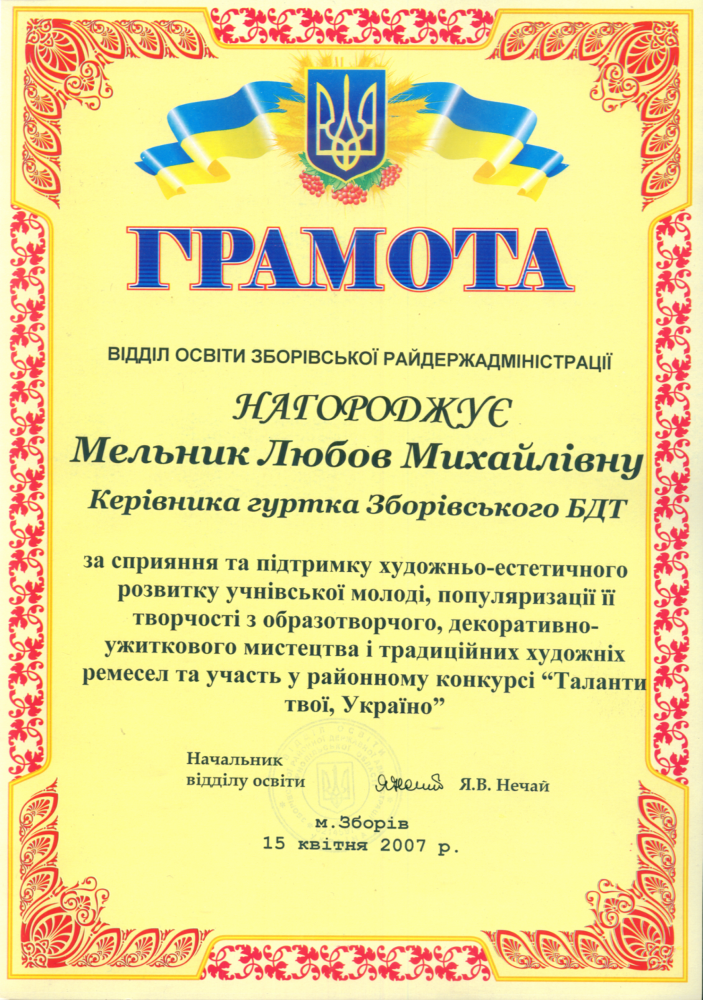 ГРАМОТА
ВІДДІЛ ОСВІТИ ЗБОРІВСЬКОЇ РАЙДЕРЖАДМІНІСТРАЦІЇ
НАГОРОДЖУЄ
Мельник Любов Михайлівну
Керівника гуртка Зборівського БДТ
за сприяння та підтримку художньо-естетичного
розвитку учнівської молоді, популяризації її
творчості з образотворчого, декоративно-
ужиткового мистецтва і традиційних художніх
ремесел та участь у районному конкурсі “Таланти
твої, Україно”
Начальник
відділу освіти Я.В. Нечай
м.Зборів
15 квітня 2007 р.